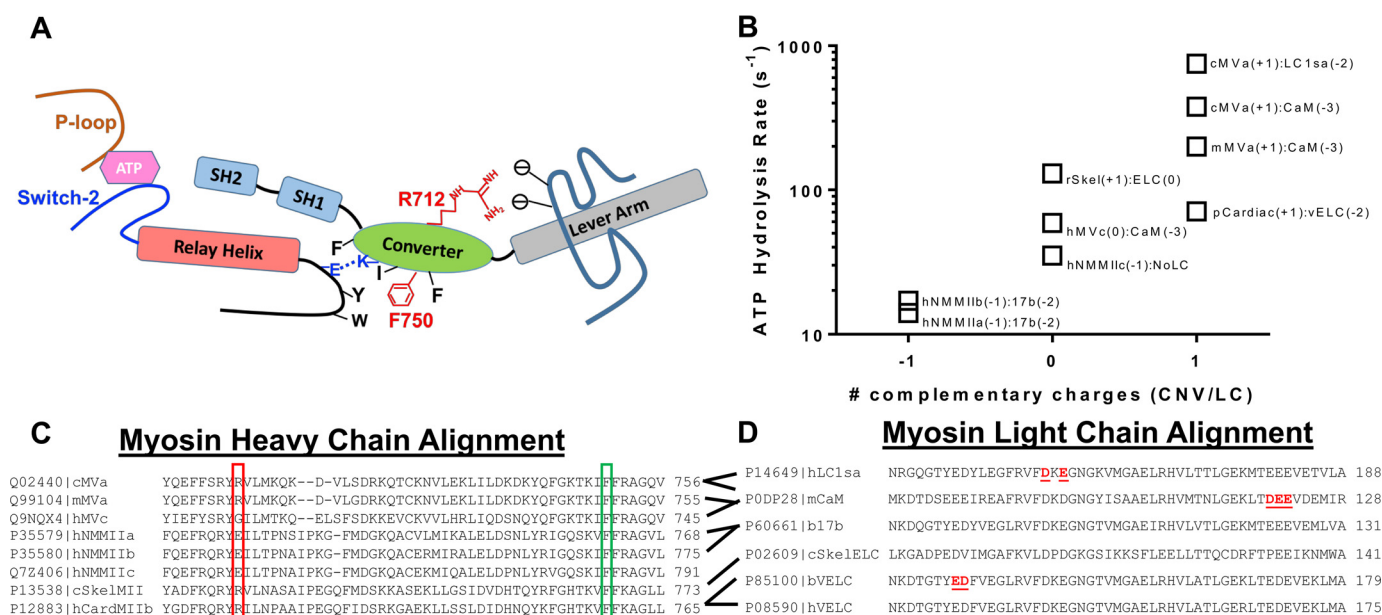 A
P-loop
ATP
Switch-2
SH2
SH1
R712
NH
NH
NH₂
Relay Helix
Converter
Lever Arm
F
E
K
I
Y
F
W
F750
B
ATP Hydrolysis Rate (s⁻¹)
1000
100
10
cMVa(+1):LC1sa(-2)
cMVa(+1):CaM(-3)
mMVa(+1):CaM(-3)
rSkel(+1):ELC(0)
pCardiac(+1):vELC(-2)
hMVc(0):CaM(-3)
hNMMIIc(-1):NoLC
hNMMIIb(-1):17b(-2)
hNMMIIa(-1):17b(-2)
-1 0 1
# complementary charges (CNV/LC)
C Myosin Heavy Chain Alignment
Q02440|cMVa YQEFFSRYRVLMKQK--D-VLSDRKQTCKNVLEKLILDKDKYQFGKTKIFFRAGQV 756
Q99104|mMVa YQEFFSRYRVLMKQK--D-VLGDRKQTCKNVLEKLILDKDKYQFGKTKIFFRAGQV 755
Q9NQX4|hMVc YIEFYSRYGILMTKQ--ELSFSDKKEVCKVVLHRLIQDSNQYQFGKTKIFFRAGQV 745
P35579|hNMMIIa FQEFRQRYEILTPNSIPKG-FMDGKQACVLMIKALELDSNLYRIGQSKVFFRAGVL 768
P35580|hNMMIIb FQEFRQRYEILTPNAIPKG-FMDGKQACERMIRALELDPNLYRIGQSKIFFRAGVL 775
Q7Z406|hNMMIIc FQEFRQRYEILTPNAIPKG-FMDGKQACEKMIQALELDPNLYRVGQSKIFFRAGVL 791
P13538|cSkelMII YADFKQRYRVLNASAIPEGQFMDSKKASEKLLGSIDVDHTQYRFGHTKVFFKAGLL 773
P12883|hCardMIIb YGDFRQRYRILNPAAIPEGQFIDSRKGAEKLLSSLDIDHNQYKFGHTKVFFKAGLL 765
D Myosin Light Chain Alignment
P14649|hLC1sa NRGQGTYEDYLEGFRVFDKEGNGKVMGAELRHVLTTLGEKMTEEEVETVLA 188
P0DP28|mCaM MKDTDSEEEIREAFRVFDKDGNGYISAAELRHVMTNLGEKLTDEEVDEMIR 128
P60661|b17b NKDQGTYEDYVEGLRVFDKEGNGTVMGAEIRHVLVTLGEKMTEEEVEMLVA 131
P02609|cSkelELC LKGADPEDVIMGAFKVLDPDGKGSIKKSFLEELLTTQCDRFTPEEIKNMWA 141
P85100|bVELC NKDTGTYEDFVEGLRVFDKEGNGTVMGAELRHVLATLGEKLTEDEVEKLMA 179
P08590|hVELC NKDTGTYEDFVEGLRVFDKEGNGTVMGAELRHVLATLGEKLTEDEVEKLMA 175